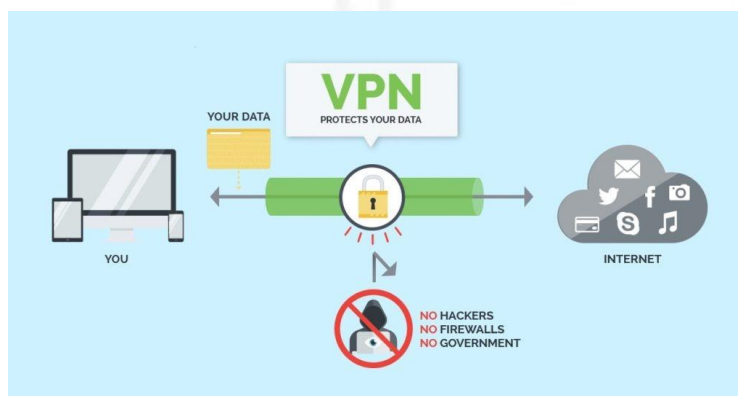 VPN
PROTECTS YOUR DATA
YOUR DATA
YOU
INTERNET
NO HACKERS
NO FIREWALLS
NO GOVERNMENT